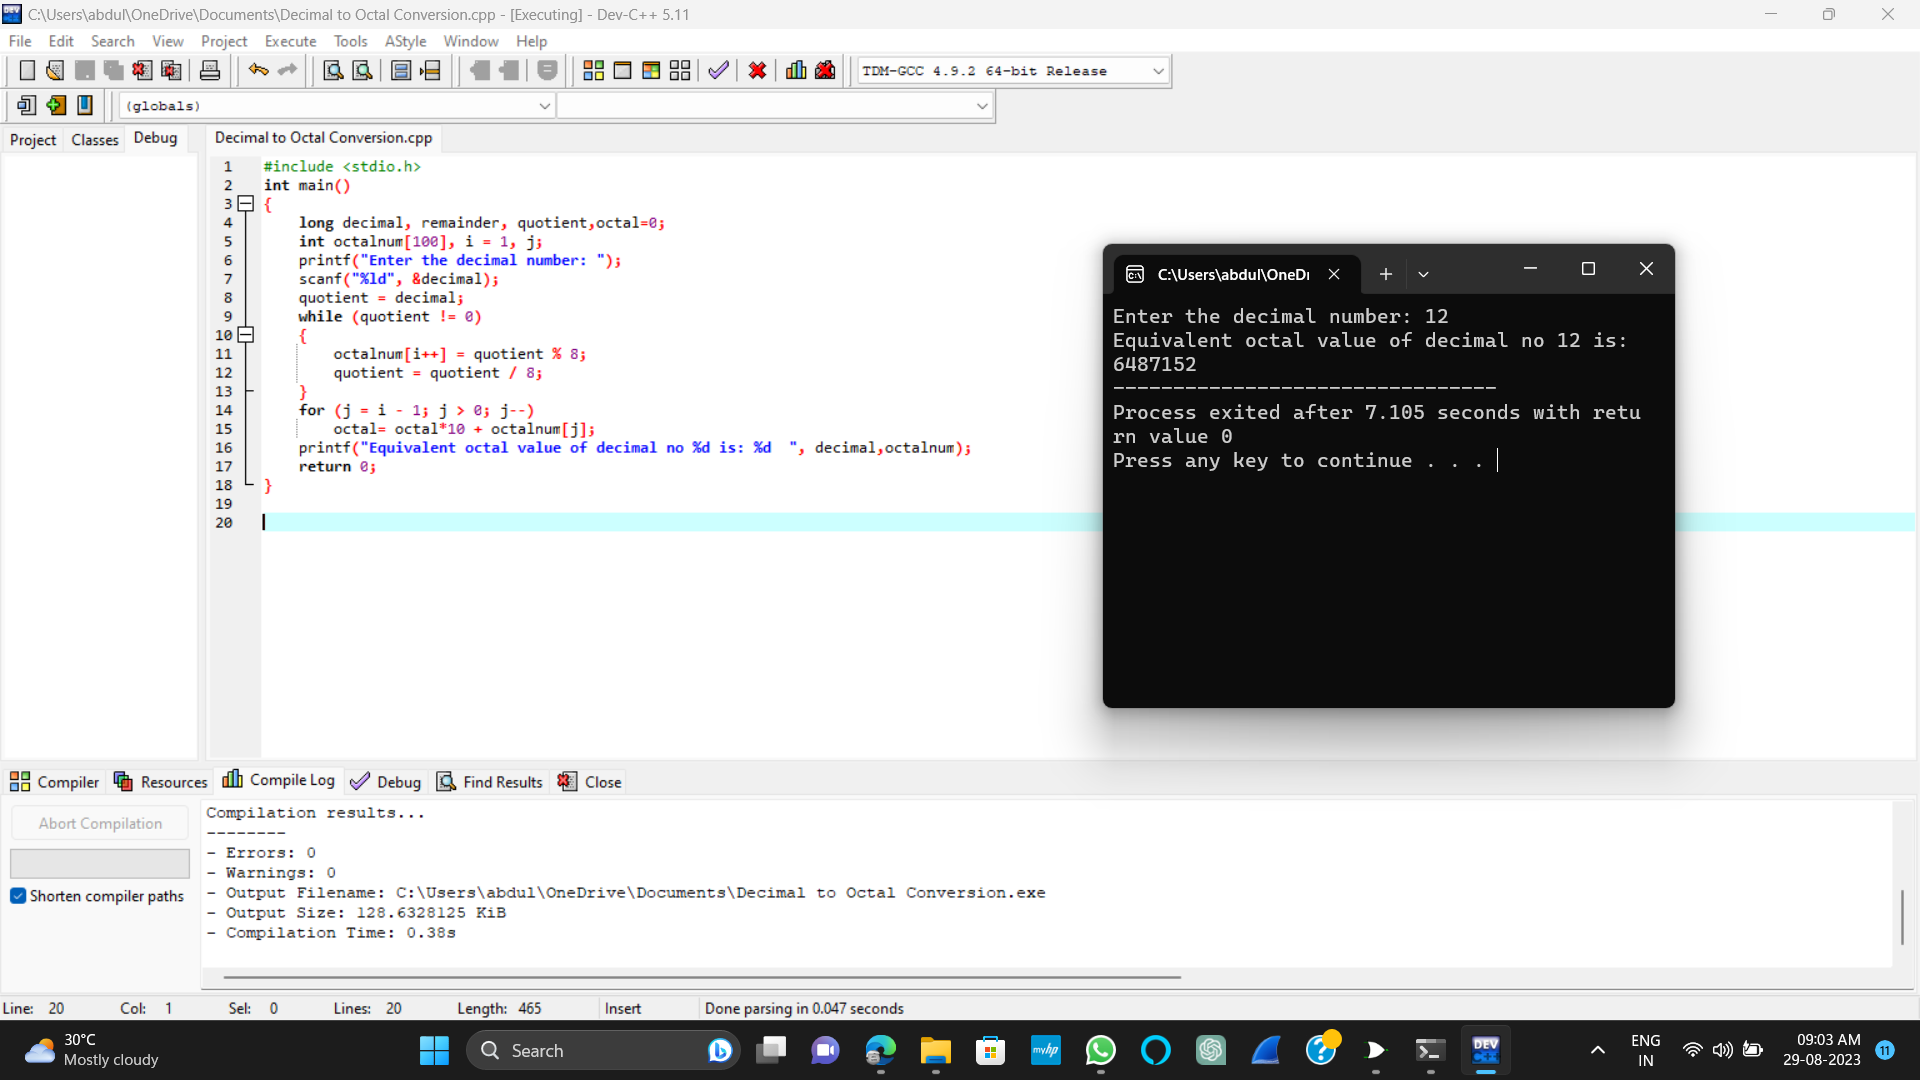 C:\Users\abdul\OneDrive\Documents\Decimal to Octal Conversion.cpp - [Executing] - Dev-C++ 5.11
File Edit Search View Project Execute Tools AStyle Window Help
TDM-GCC 4.9.2 64-bit Release
(globals)
Project Classes Debug
Decimal to Octal Conversion.cpp
1 #include <stdio.h>
2 int main()
3 {
4 long decimal, remainder, quotient,octal=0;
5 int octalnum[100], i = 1, j;
6 printf("Enter the decimal number: ");
7 scanf("%ld", &decimal);
8 quotient = decimal;
9 while (quotient != 0)
10 {
11 octalnum[i++] = quotient % 8;
12 quotient = quotient / 8;
13 }
14 for (j = i - 1; j > 0; j--)
15 octal= octal*10 + octalnum[j];
16 printf("Equivalent octal value of decimal no %d is: %d  ", decimal,octalnum);
17 return 0;
18 }
19
20
C:\Users\abdul\OneDr
Enter the decimal number: 12
Equivalent octal value of decimal no 12 is:
6487152
--------------------------------
Process exited after 7.105 seconds with retu
rn value 0
Press any key to continue . . .
Compiler Resources Compile Log Debug Find Results Close
Abort Compilation
Shorten compiler paths
Compilation results...
--------
- Errors: 0
- Warnings: 0
- Output Filename: C:\Users\abdul\OneDrive\Documents\Decimal to Octal Conversion.exe
- Output Size: 128.6328125 KiB
- Compilation Time: 0.38s
Line: 20 Col: 1 Sel: 0 Lines: 20 Length: 465 Insert Done parsing in 0.047 seconds
30°C
Mostly cloudy
Search
myhp
DEV
C++
ENG
IN
09:03 AM
29-08-2023
11